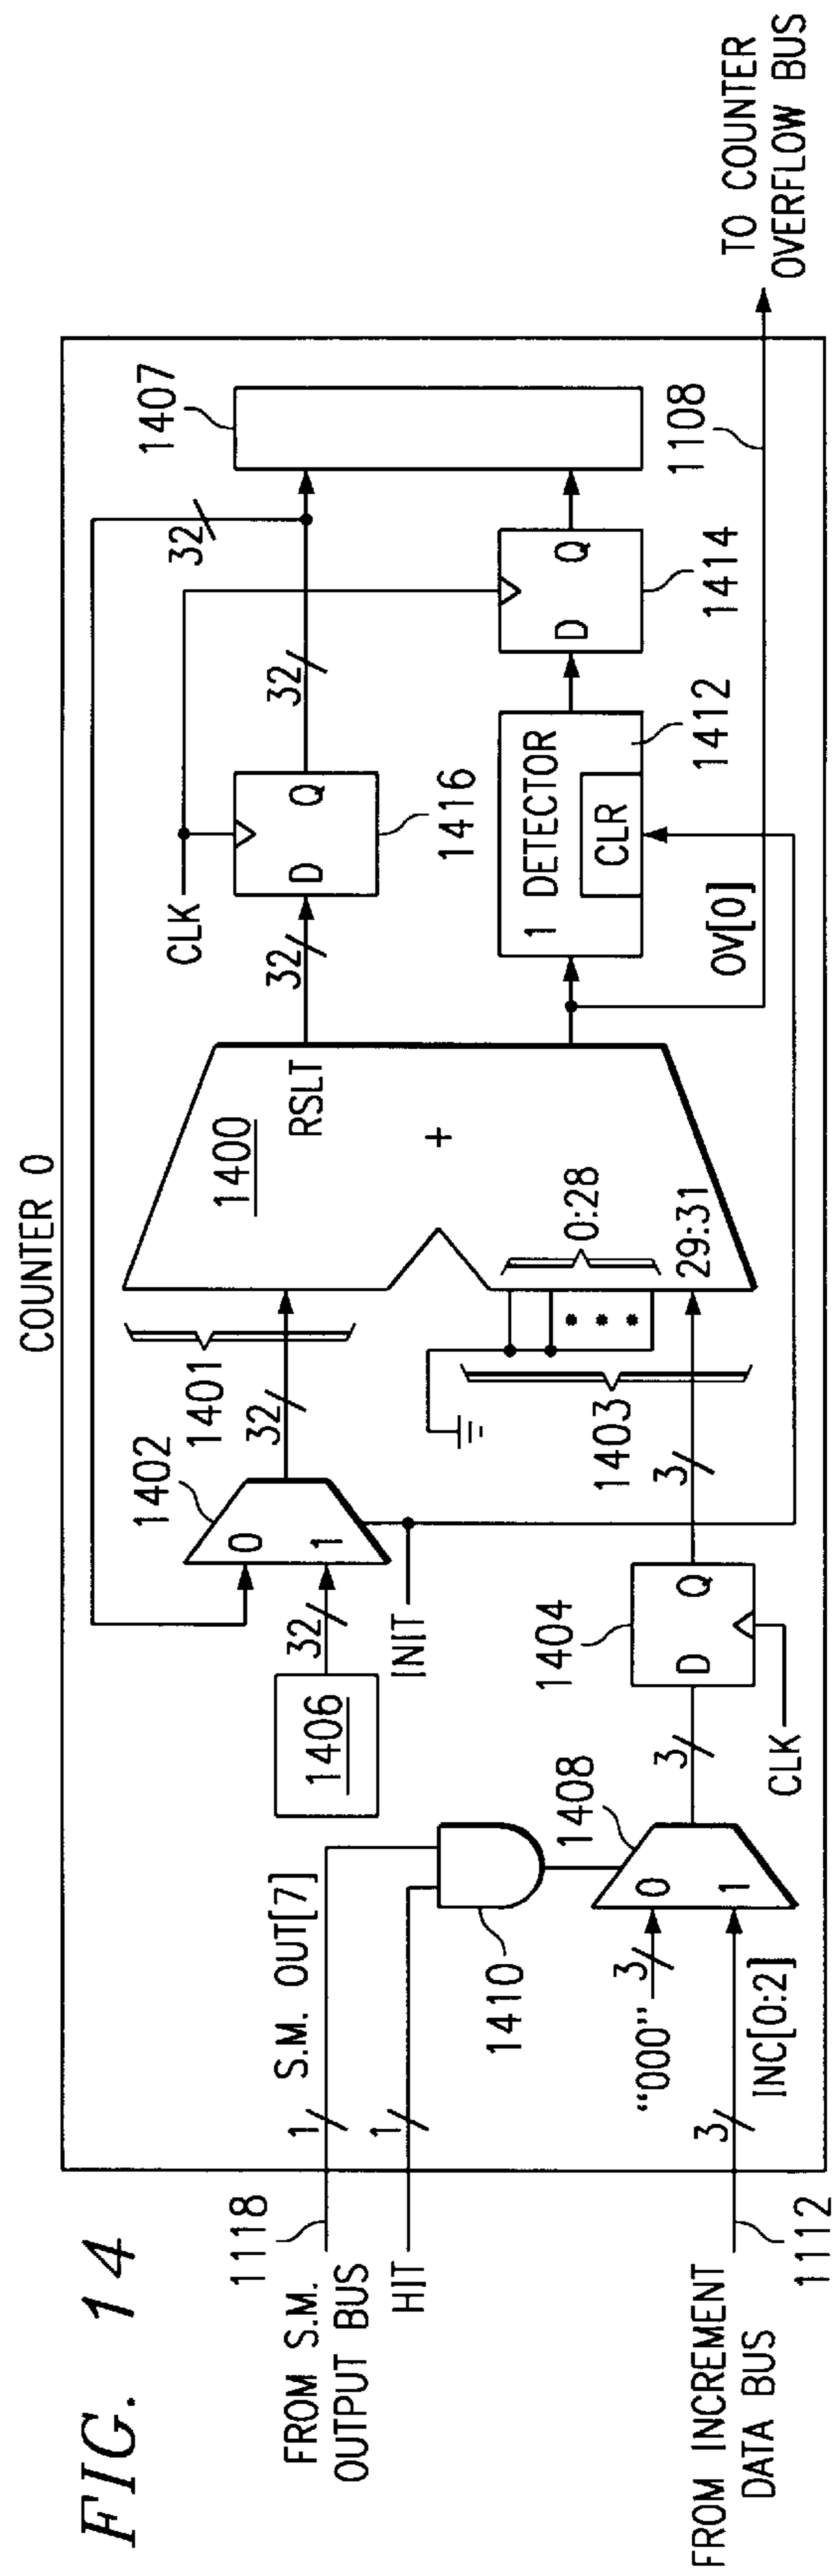 FIG. 14
COUNTER 0
FROM S.M.
OUTPUT BUS
1118
1
S.M. OUT[7]
HIT
1
1410
FROM INCREMENT
DATA BUS
1112
3
INC[0:2]
"000"
3
0
1
1408
3
CLK
D
Q
1404
3
1406
32
INIT
0
1
1402
32
1401
1403
0:28
29:31
1400
+
RSLT
32
CLK
D
Q
1416
32
32
OV[0]
1 DETECTOR
CLR
1412
D
Q
1414
1407
1108
TO COUNTER
OVERFLOW BUS